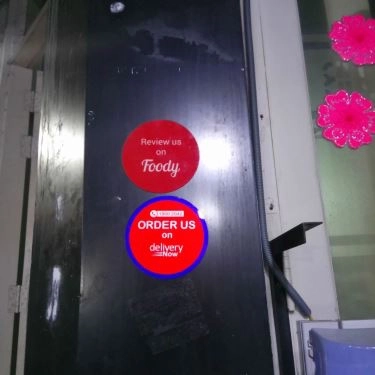 Review us
on
Foody
ORDER US
on
delivery
Now